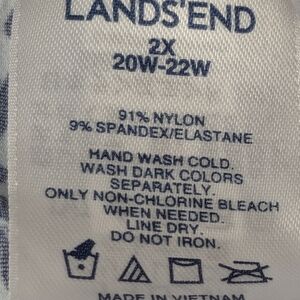 LANDS'END
2X
20W-22W
91% NYLON
9% SPANDEX/ELASTANE
HAND WASH COLD.
WASH DARK COLORS
SEPARATELY.
ONLY NON-CHLORINE BLEACH
WHEN NEEDED.
LINE DRY.
DO NOT IRON.
MADE IN VIETNAM